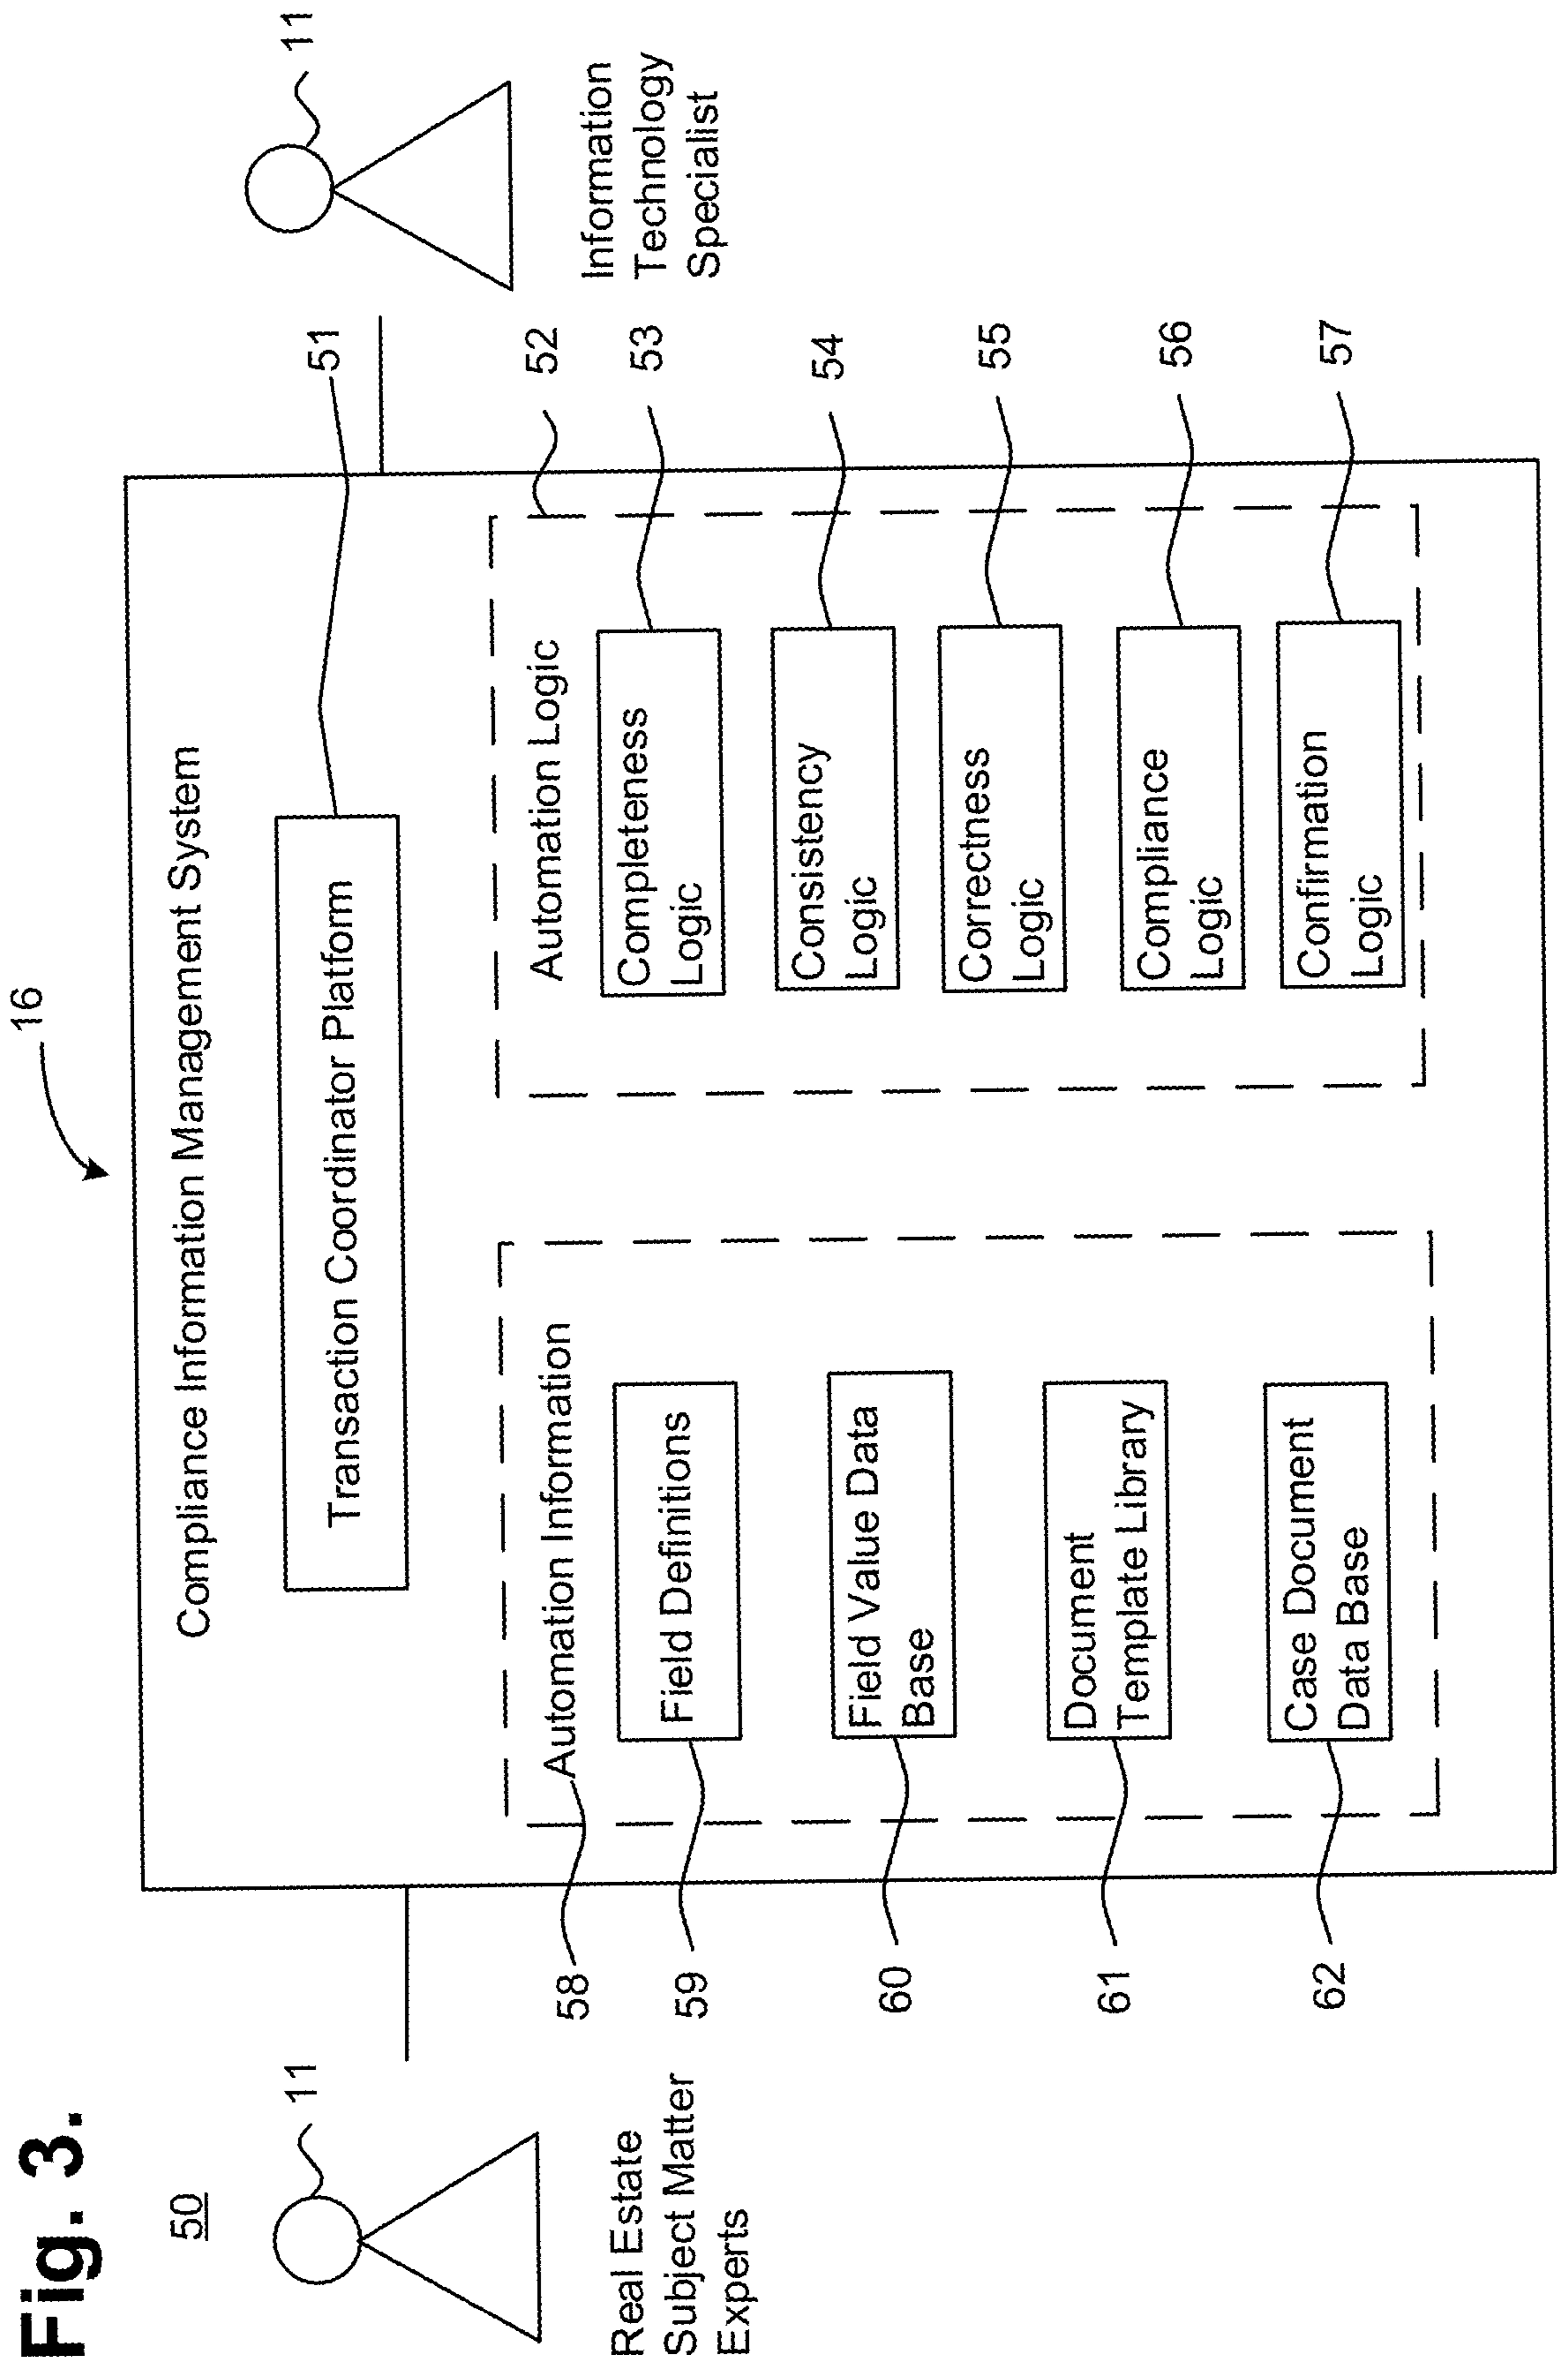 Fig. 3.
50
16
11
Real Estate
Subject Matter
Experts
Compliance Information Management System
Transaction Coordinator Platform
51
11
Information
Technology
Specialist
58
Automation Information
59
Field Definitions
60
Field Value Data
Base
61
Document
Template Library
62
Case Document
Data Base
52
Automation Logic
Completeness
Logic
53
Consistency
Logic
54
Correctness
Logic
55
Compliance
Logic
56
Confirmation
Logic
57